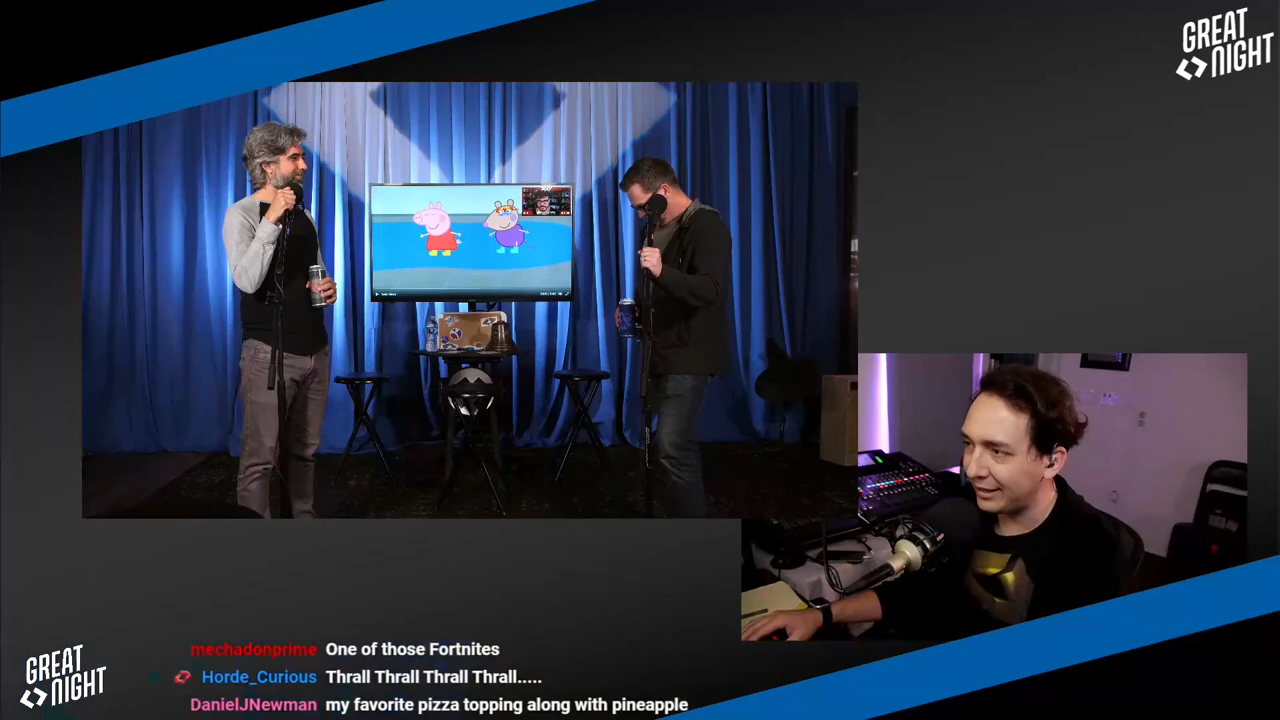 GREAT
NIGHT
GREAT
NIGHT
mechadonprime One of those Fortnites
Horde_Curious Thrall Thrall Thrall Thrall.....
DanielJNewman my favorite pizza topping along with pineapple